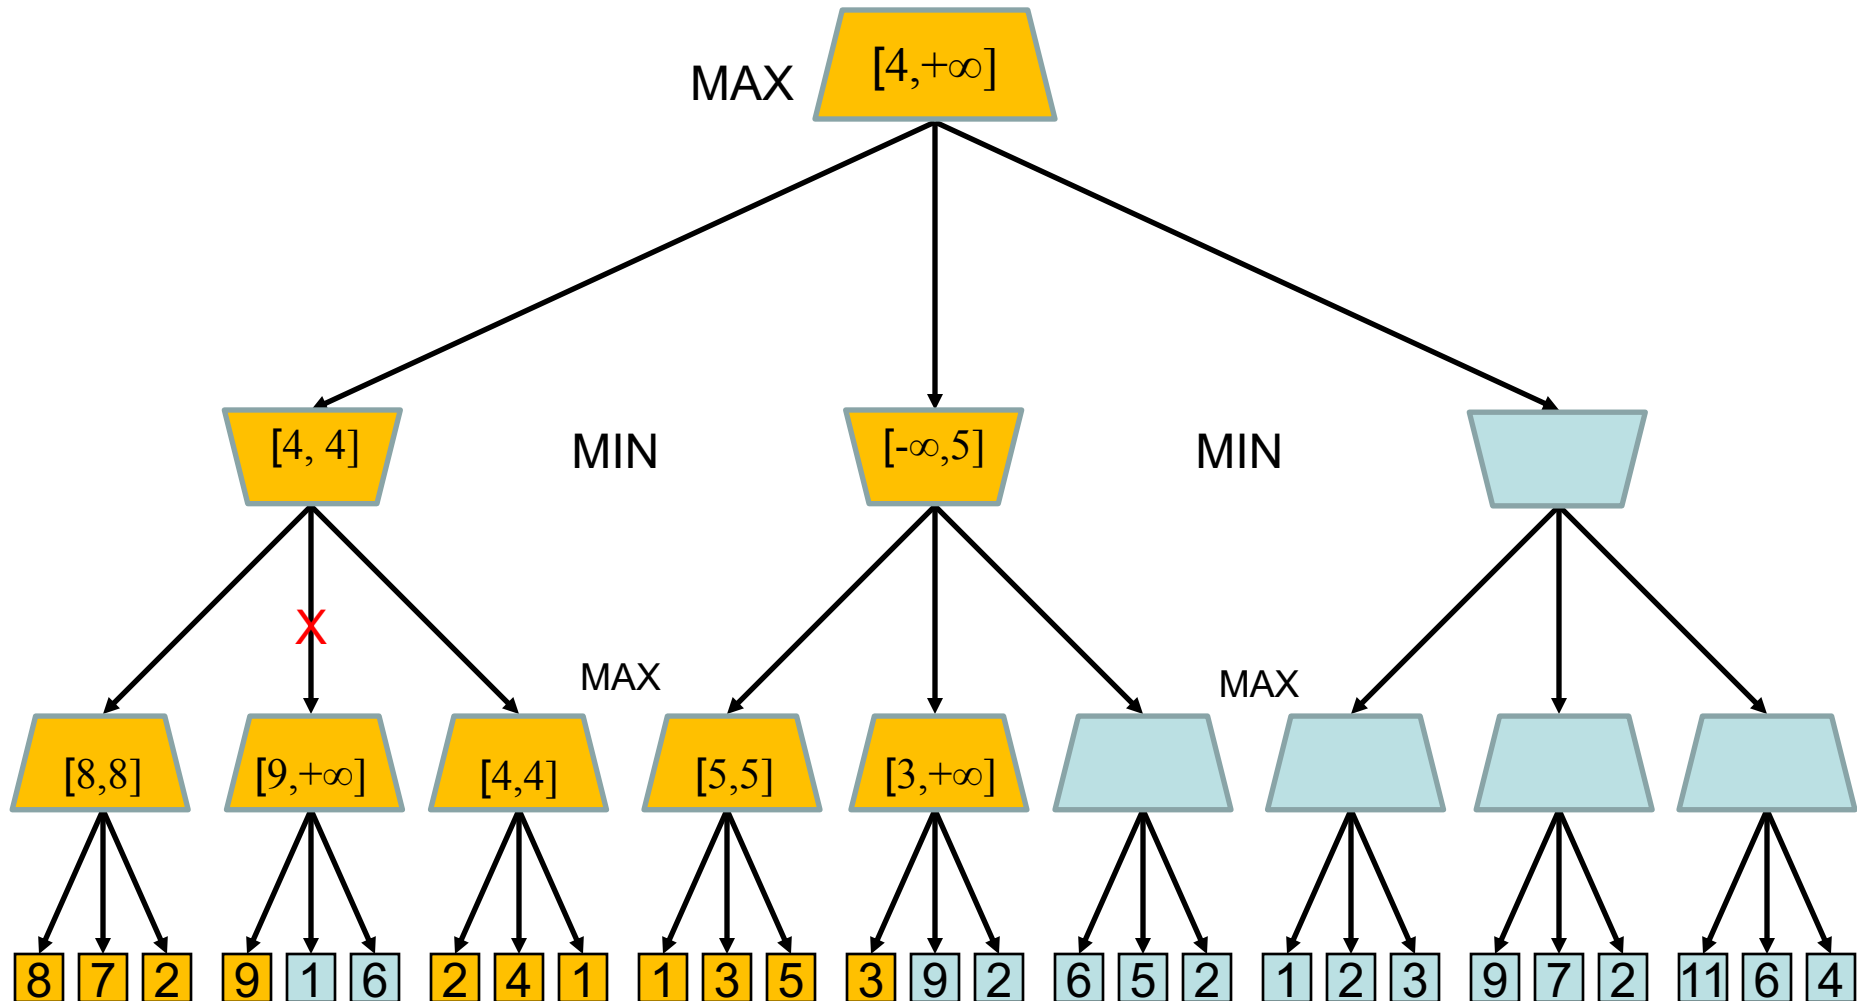 MAX
[4,+∞]
[4, 4]
MIN
[-∞,5]
MIN
X
MAX
MAX
[8,8]
[9,+∞]
[4,4]
[5,5]
[3,+∞]
8 7 2 9 1 6 2 4 1 1 3 5 3 9 2 6 5 2 1 2 3 9 7 2 11 6 4